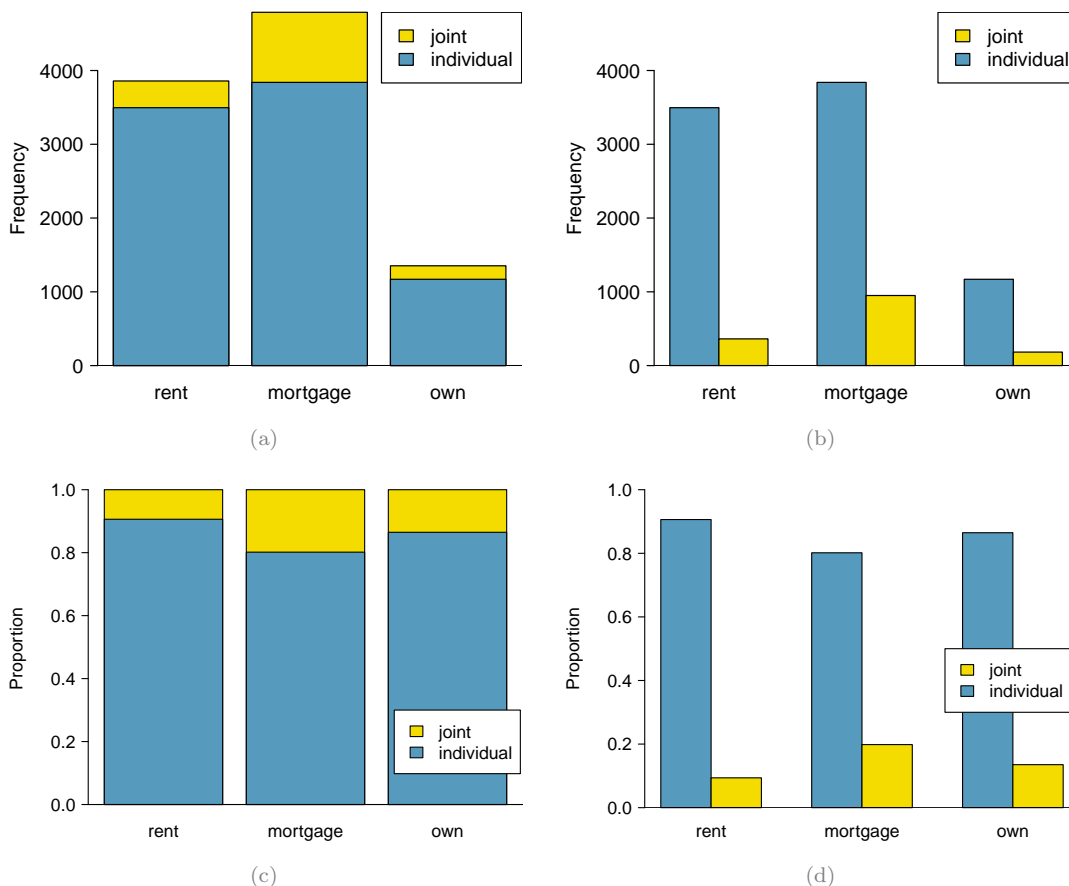 joint
individual
4000
3000
2000
1000
0
Frequency
rent mortgage own
(a)
joint
individual
4000
3000
2000
1000
0
Frequency
rent mortgage own
(b)
1.0
0.8
0.6
0.4
0.2
0.0
Proportion
joint
individual
rent mortgage own
(c)
1.0
0.8
0.6
0.4
0.2
0.0
Proportion
joint
individual
rent mortgage own
(d)